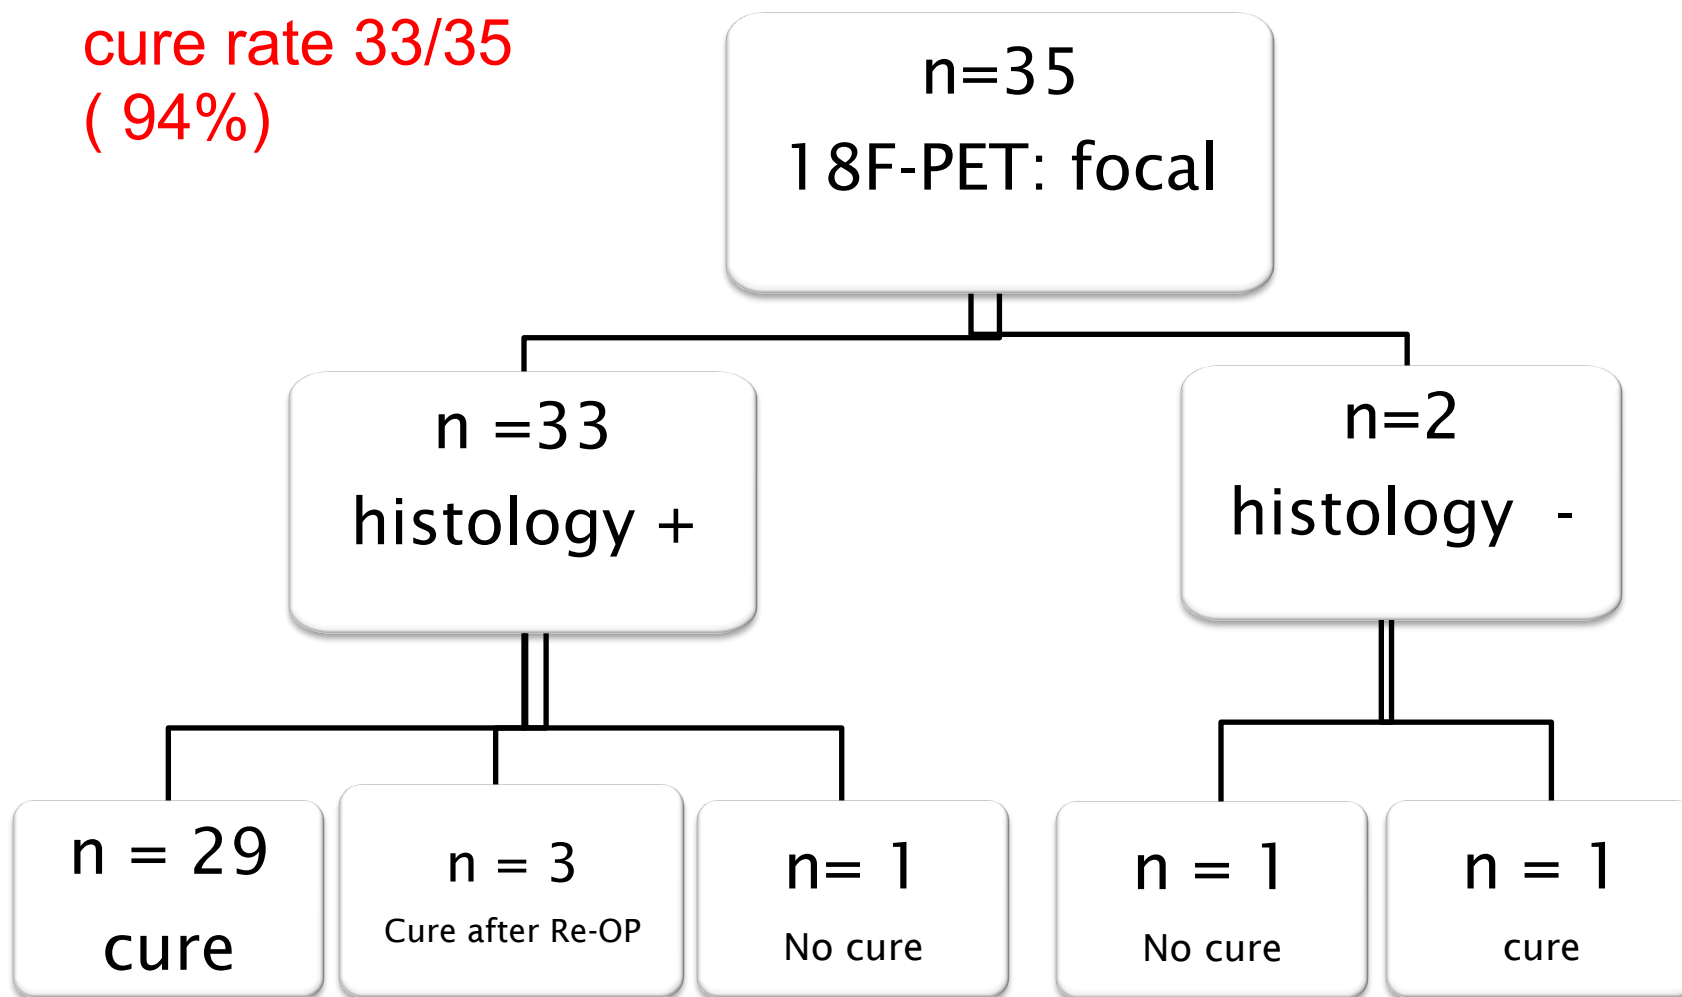 cure rate 33/35
( 94%)
n=35
18F-PET: focal
n =33
histology +
n=2
histology  -
n = 29
cure
n = 3
Cure after Re-OP
n= 1
No cure
n = 1
No cure
n = 1
cure